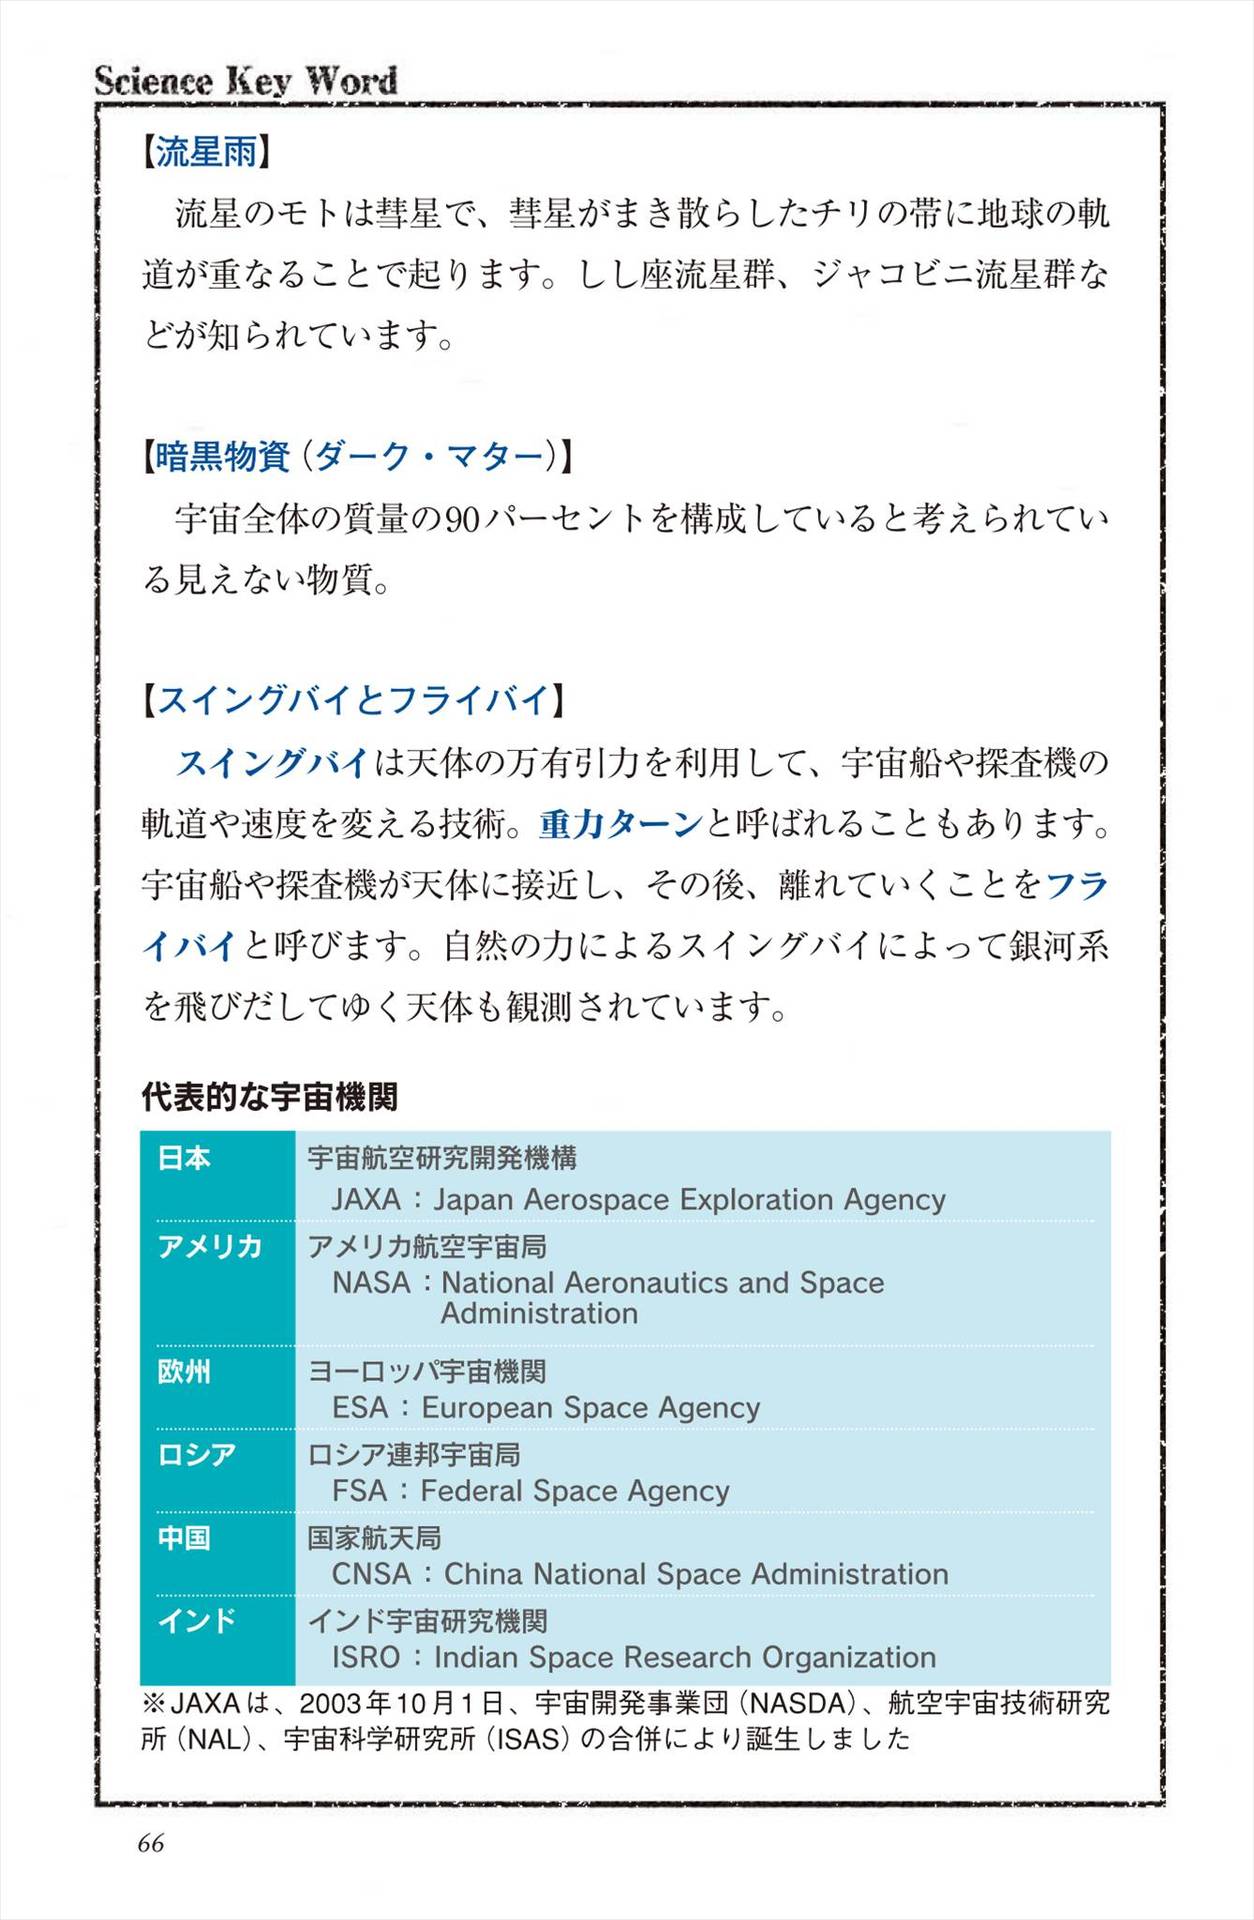 Science Key Word
【流星雨】
　流星のモトは彗星で、彗星がまき散らしたチリの帯に地球の軌
道が重なることで起ります。しし座流星群、ジャコビニ流星群な
どが知られています。
【暗黒物資（ダーク・マター）】
　宇宙全体の質量の90パーセントを構成していると考えられてい
る見えない物質。
【スイングバイとフライバイ】
　スイングバイは天体の万有引力を利用して、宇宙船や探査機の
軌道や速度を変える技術。重力ターンと呼ばれることもあります。
宇宙船や探査機が天体に接近し、その後、離れていくことをフラ
イバイと呼びます。自然の力によるスイングバイによって銀河系
を飛びだしてゆく天体も観測されています。
代表的な宇宙機関
日本 宇宙航空研究開発機構
JAXA：Japan Aerospace Exploration Agency
アメリカ アメリカ航空宇宙局
NASA：National Aeronautics and Space
Administration
欧州 ヨーロッパ宇宙機関
ESA：European Space Agency
ロシア ロシア連邦宇宙局
FSA：Federal Space Agency
中国 国家航天局
CNSA：China National Space Administration
インド インド宇宙研究機関
ISRO：Indian Space Research Organization
※JAXAは、2003年10月1日、宇宙開発事業団（NASDA）、航空宇宙技術研究
所（NAL）、宇宙科学研究所（ISAS）の合併により誕生しました
66